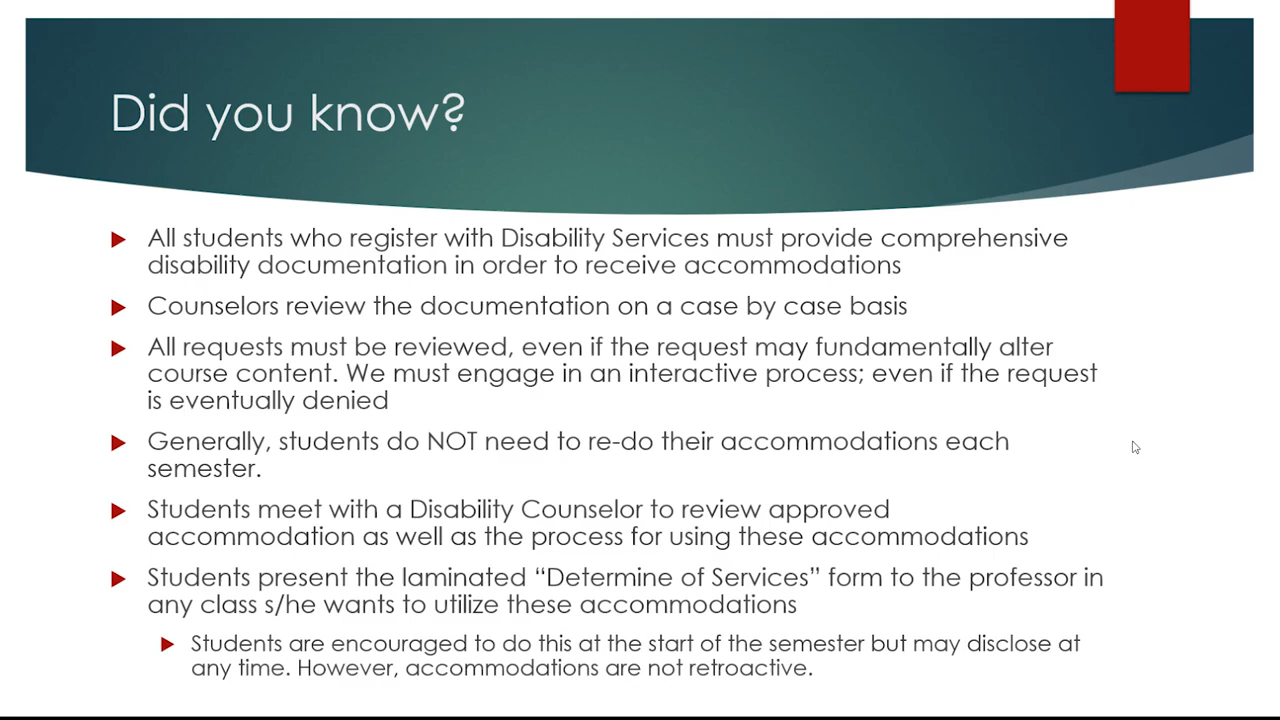 Did you know?
All students who register with Disability Services must provide comprehensive
disability documentation in order to receive accommodations
Counselors review the documentation on a case by case basis
All requests must be reviewed, even if the request may fundamentally alter
course content. We must engage in an interactive process; even if the request
is eventually denied
Generally, students do NOT need to re-do their accommodations each
semester.
Students meet with a Disability Counselor to review approved
accommodation as well as the process for using these accommodations
Students present the laminated “Determine of Services” form to the professor in
any class s/he wants to utilize these accommodations
Students are encouraged to do this at the start of the semester but may disclose at
any time. However, accommodations are not retroactive.